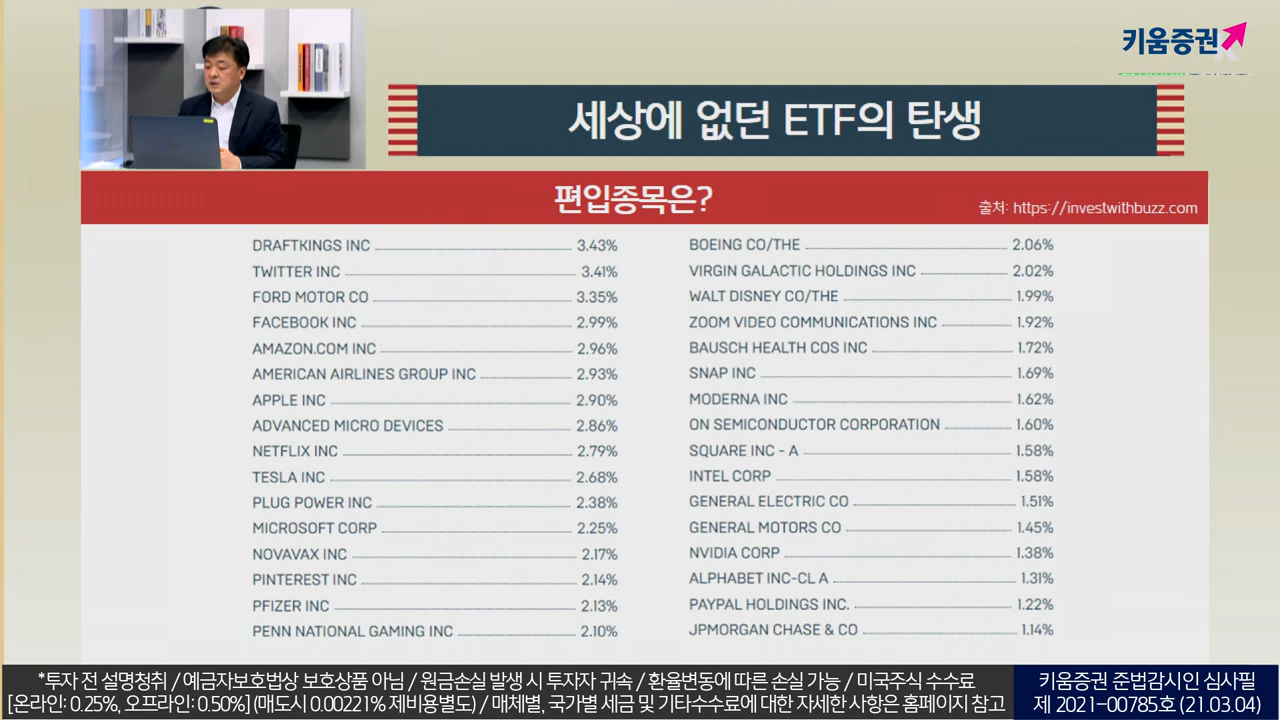 키움증권
세상에 없던 ETF의 탄생
편입종목은?
출처: https://investwithbuzz.com
DRAFTKINGS INC 3.43%
TWITTER INC 3.41%
FORD MOTOR CO 3.35%
FACEBOOK INC 2.99%
AMAZON.COM INC 2.96%
AMERICAN AIRLINES GROUP INC 2.93%
APPLE INC 2.90%
ADVANCED MICRO DEVICES 2.86%
NETFLIX INC 2.79%
TESLA INC 2.68%
PLUG POWER INC 2.38%
MICROSOFT CORP 2.25%
NOVAVAX INC 2.17%
PINTEREST INC 2.14%
PFIZER INC 2.13%
PENN NATIONAL GAMING INC 2.10%
BOEING CO/THE 2.06%
VIRGIN GALACTIC HOLDINGS INC 2.02%
WALT DISNEY CO/THE 1.99%
ZOOM VIDEO COMMUNICATIONS INC 1.92%
BAUSCH HEALTH COS INC 1.72%
SNAP INC 1.69%
MODERNA INC 1.62%
ON SEMICONDUCTOR CORPORATION 1.60%
SQUARE INC - A 1.58%
INTEL CORP 1.58%
GENERAL ELECTRIC CO 1.51%
GENERAL MOTORS CO 1.45%
NVIDIA CORP 1.38%
ALPHABET INC-CL A 1.31%
PAYPAL HOLDINGS INC. 1.22%
JPMORGAN CHASE & CO 1.14%
*투자 전 설명청취 / 예금자보호법상 보호상품 아님 / 원금손실 발생 시 투자자 귀속 / 환율변동에 따른 손실 가능 / 미국주식 수수료
[온라인: 0.25%, 오프라인: 0.50%] (매도시 0.00221% 제비용별도) / 매체별, 국가별 세금 및 기타수수료에 대한 자세한 사항은 홈페이지 참고
키움증권 준법감시인 심사필
제 2021-00785호 (21.03.04)